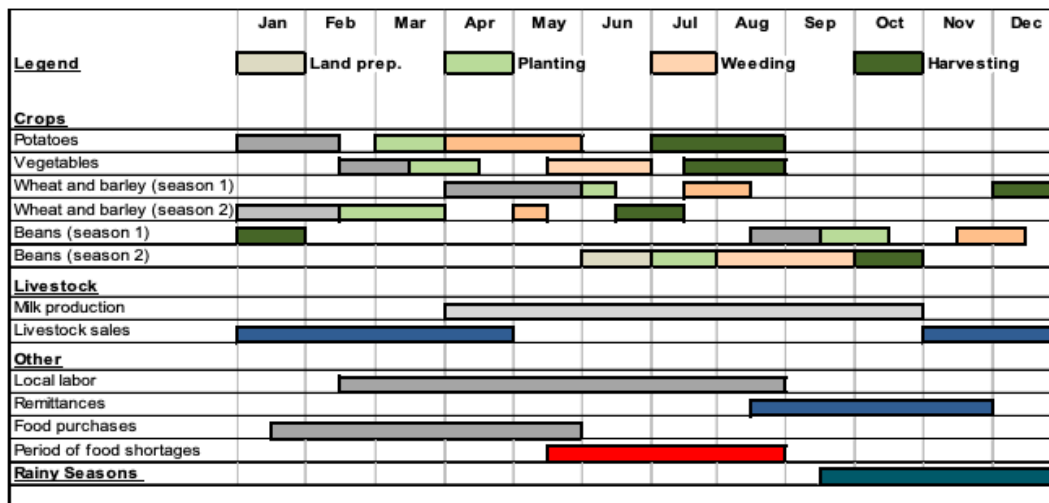 Jan Feb Mar Apr May Jun Jul Aug Sep Oct Nov Dec
Legend Land prep. Planting Weeding Harvesting
Crops
Potatoes
Vegetables
Wheat and barley (season 1)
Wheat and barley (season 2)
Beans (season 1)
Beans (season 2)
Livestock
Milk production
Livestock sales
Other
Local labor
Remittances
Food purchases
Period of food shortages
Rainy Seasons